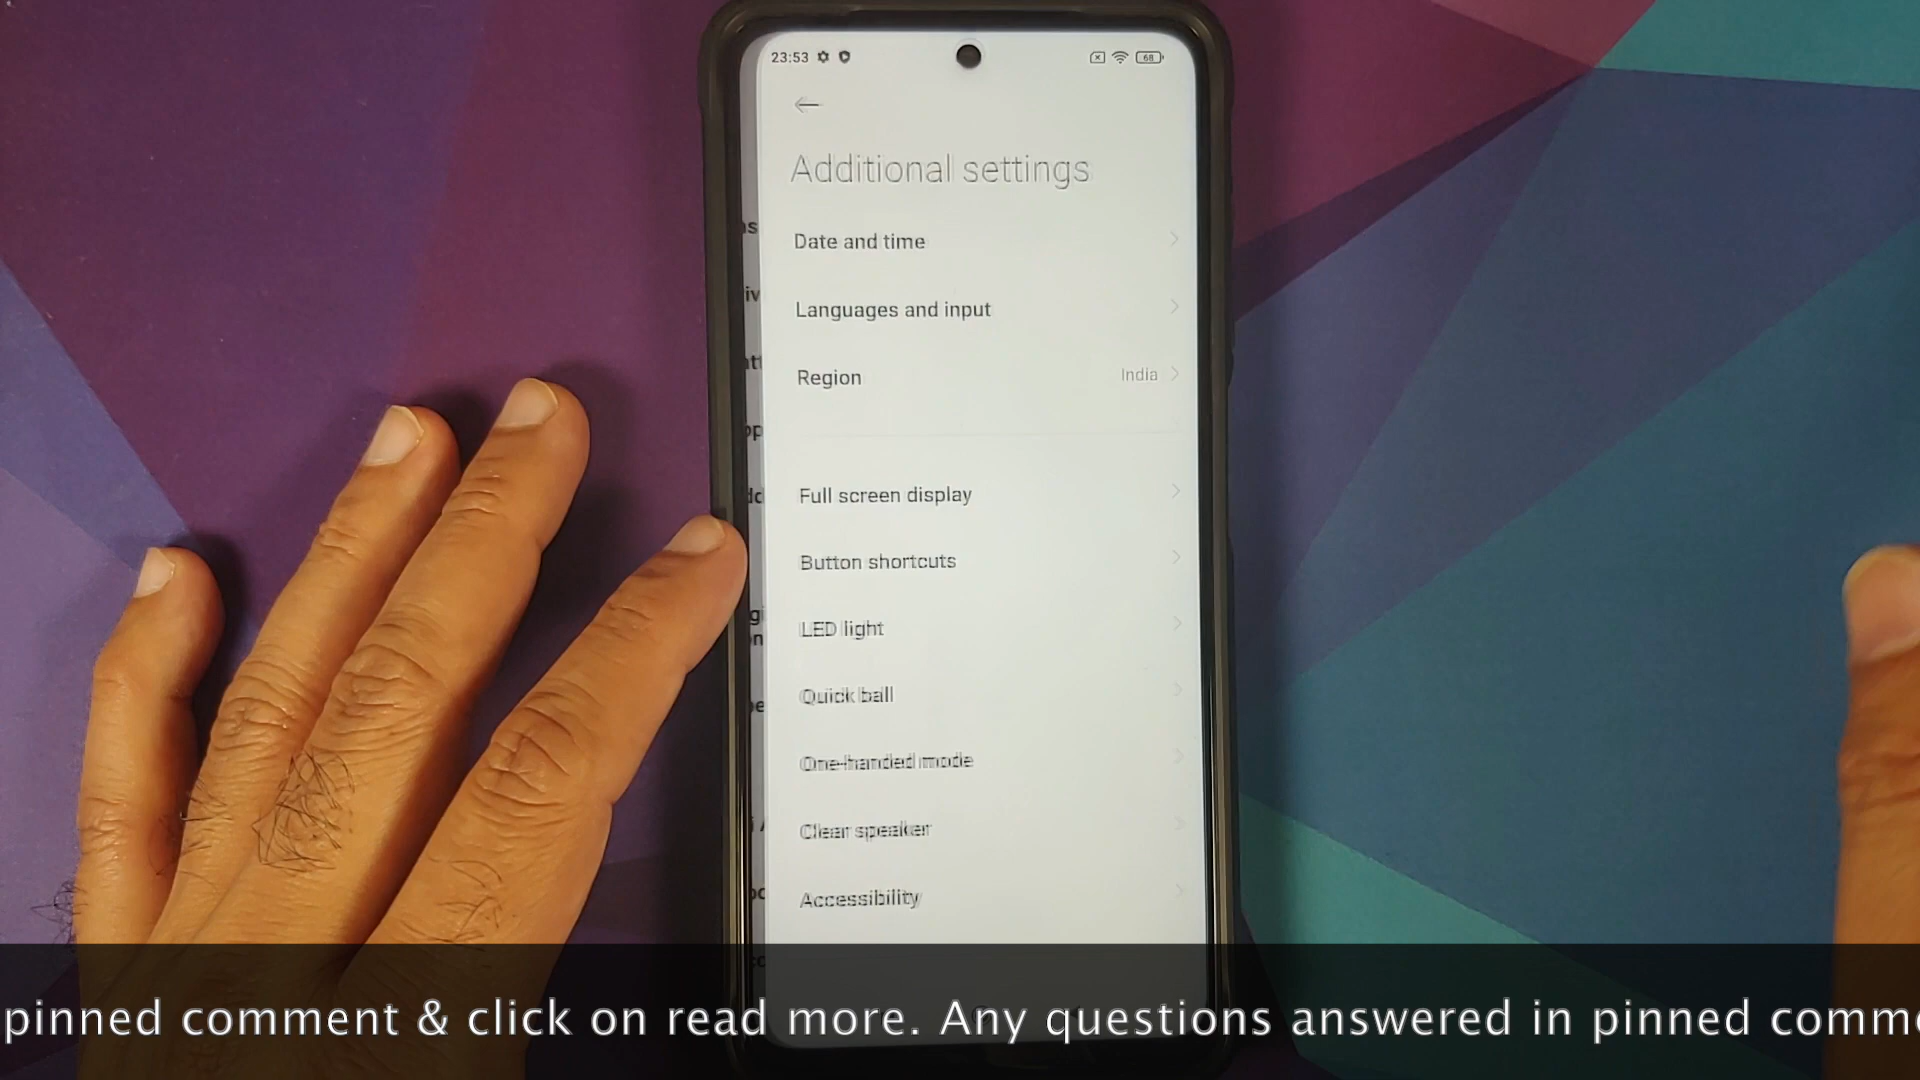 23:53
68
Additional settings
Date and time
Languages and input
Region
India
Full screen display
Button shortcuts
LED light
Quick ball
One-handed mode
Clear speaker
Accessibility
pinned comment & click on read more. Any questions answered in pinned comme